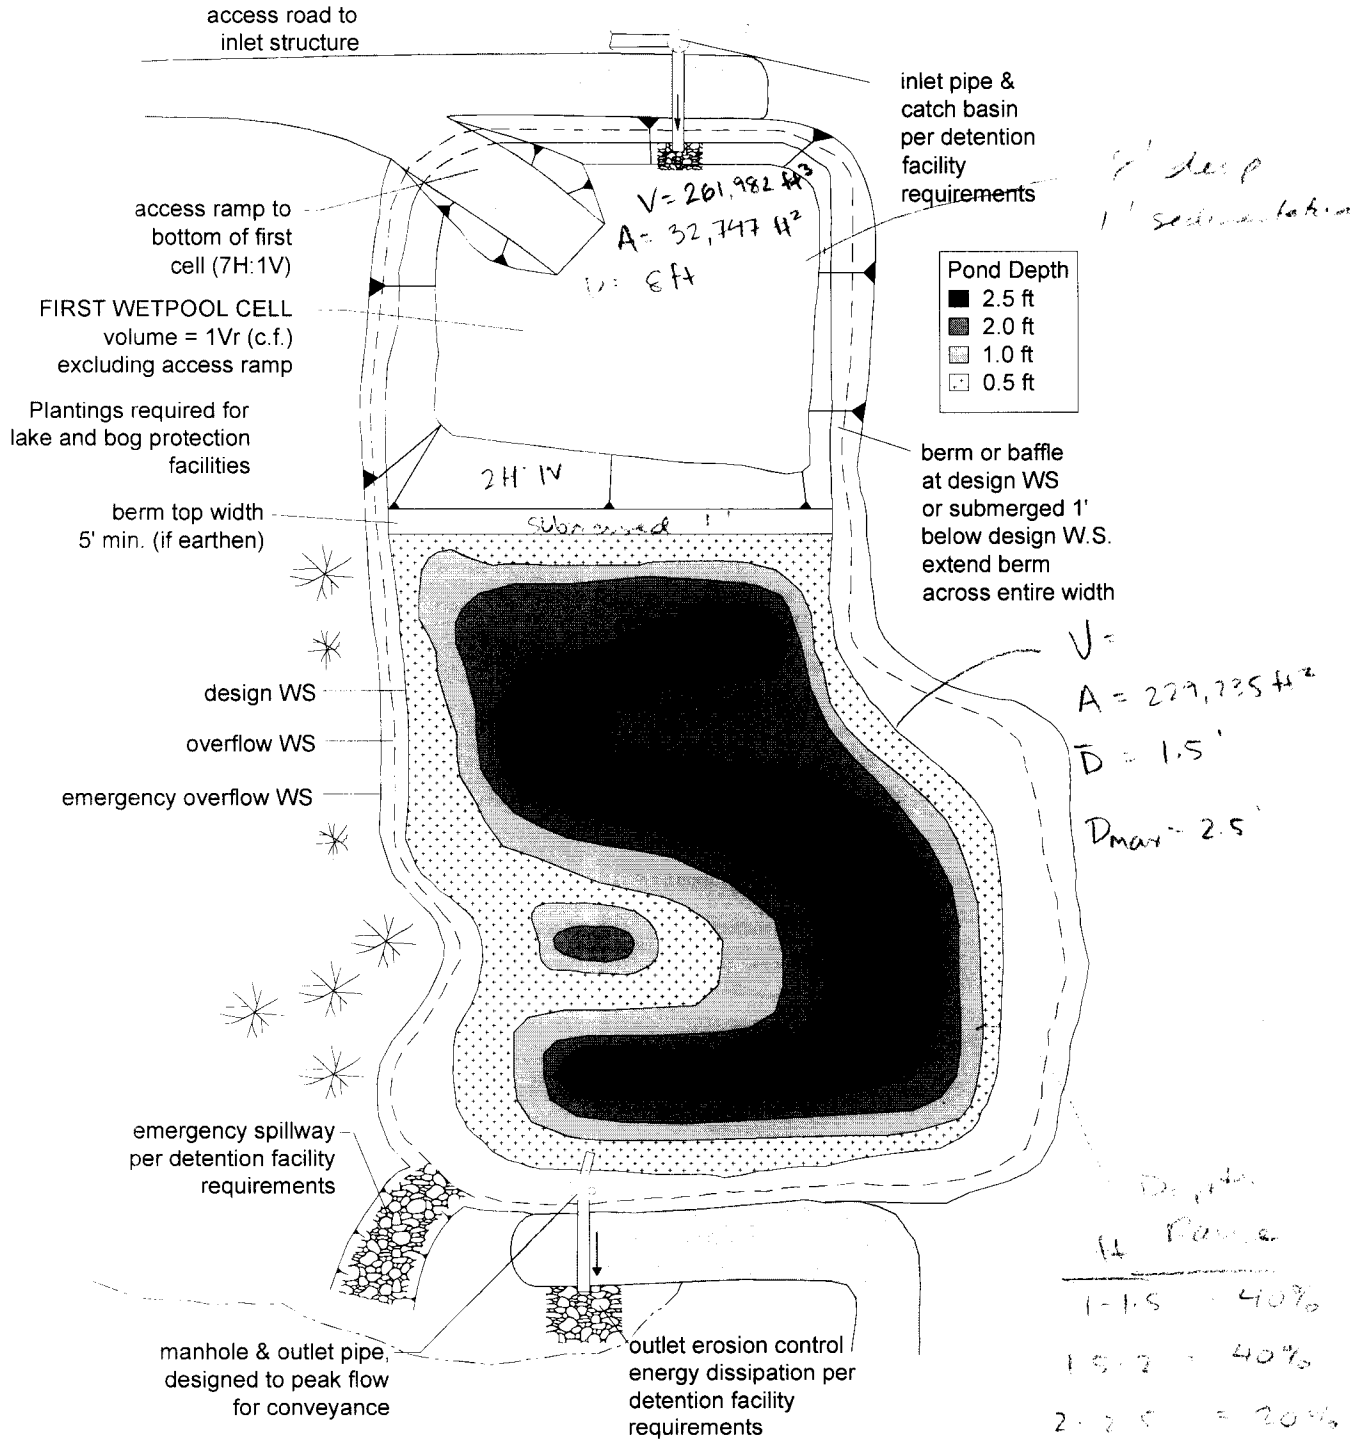 access road to
inlet structure
inlet pipe &
catch basin
per detention
facility
requirements
deep
1' sedimentation
V = 261,982 ft³
A = 32,747 ft²
D = 8 ft
access ramp to
bottom of first
cell (7H:1V)
Pond Depth
2.5 ft
2.0 ft
1.0 ft
0.5 ft
FIRST WETPOOL CELL
volume = 1Vr (c.f.)
excluding access ramp
Plantings required for
lake and bog protection
facilities
2H 1V
berm or baffle
at design WS
or submerged 1'
below design W.S.
extend berm
across entire width
berm top width
5' min. (if earthen)
submersed 1'
V =
A = 229,235 ft²
D̄ = 1.5'
Dmax - 2.5'
design WS
overflow WS
emergency overflow WS
emergency spillway
per detention facility
requirements
Depth
Range
ft
1-1.5 40%
1.5-2 40%
2-2.5 = 20%
manhole & outlet pipe,
designed to peak flow
for conveyance
outlet erosion control
energy dissipation per
detention facility
requirements